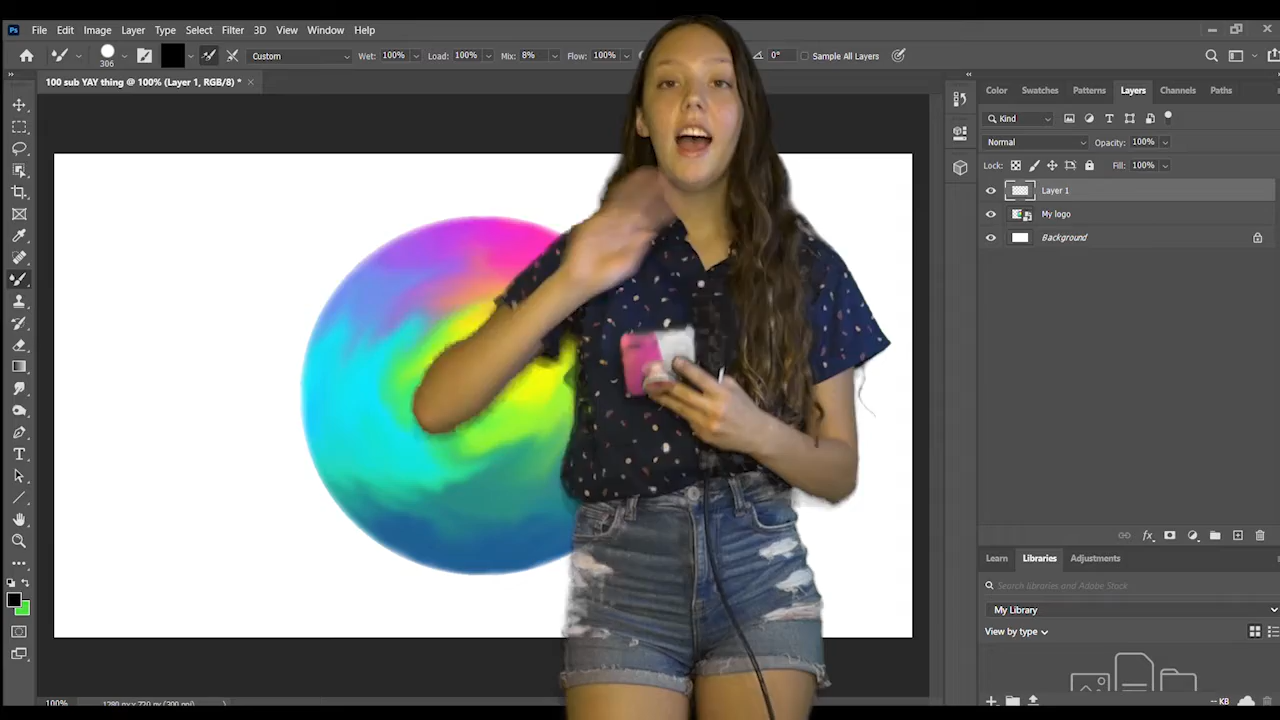 Ps File Edit Image Layer Type Select Filter 3D View Window Help
306 Custom Wet: 100% Load: 100% Mix: 8% Flow: 100% 0° Sample All Layers
100 sub YAY thing @ 100% (Layer 1, RGB/8) *
Color Swatches Patterns Layers Channels Paths
Kind
Normal Opacity: 100%
Lock: Fill: 100%
Layer 1
My logo
Background
Learn Libraries Adjustments
Search libraries and Adobe Stock
My Library
View by type
-- KB
100%